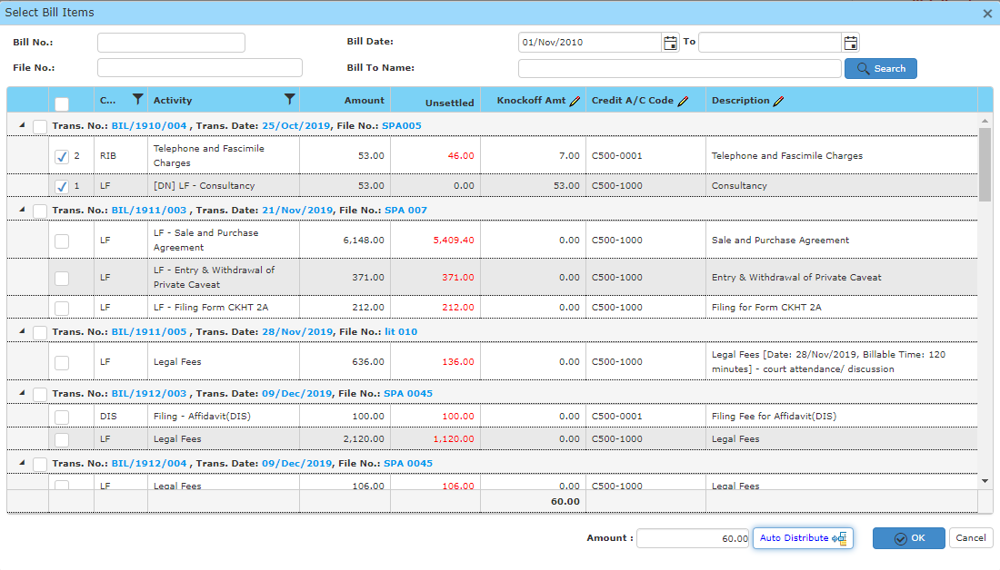 Select Bill Items
Bill No.:
Bill Date: 01/Nov/2010 To
File No.:
Bill To Name: Search
C... Activity Amount Unsettled Knockoff Amt Credit A/C Code Description
Trans. No.: BIL/1910/004 , Trans. Date: 25/Oct/2019, File No.: SPA005
2 RIB Telephone and Fascimile Charges 53.00 46.00 7.00 C500-0001 Telephone and Fascimile Charges
1 LF [DN] LF - Consultancy 53.00 0.00 53.00 C500-1000 Consultancy
Trans. No.: BIL/1911/003 , Trans. Date: 21/Nov/2019, File No.: SPA 007
LF LF - Sale and Purchase Agreement 6,148.00 5,409.40 0.00 C500-1000 Sale and Purchase Agreement
LF LF - Entry & Withdrawal of Private Caveat 371.00 371.00 0.00 C500-1000 Entry & Withdrawal of Private Caveat
LF LF - Filing Form CKHT 2A 212.00 212.00 0.00 C500-1000 Filing for Form CKHT 2A
Trans. No.: BIL/1911/005 , Trans. Date: 28/Nov/2019, File No.: lit 010
LF Legal Fees 636.00 136.00 0.00 C500-1000 Legal Fees [Date: 28/Nov/2019, Billable Time: 120 minutes] - court attendance/ discussion
Trans. No.: BIL/1912/003 , Trans. Date: 09/Dec/2019, File No.: SPA 0045
DIS Filing - Affidavit(DIS) 100.00 100.00 0.00 C500-0001 Filing Fee for Affidavit(DIS)
LF Legal Fees 2,120.00 1,120.00 0.00 C500-1000 Legal Fees
Trans. No.: BIL/1912/004 , Trans. Date: 09/Dec/2019, File No.: SPA 0045
LF Legal Fees 106.00 106.00 0.00 C500-1000 Legal Fees
60.00
Amount : 60.00 Auto Distribute OK Cancel